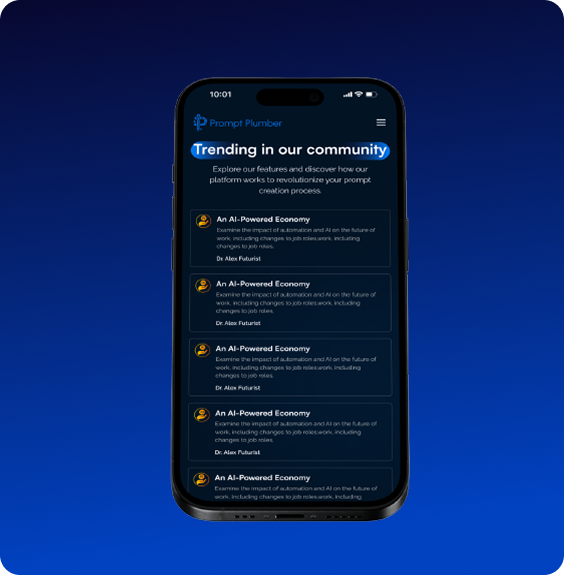 10:01
Prompt Plumber
Trending in our community
Explore our features and discover how our
platform works to revolutionize your prompt
creation process.
An AI-Powered Economy
Examine the impact of automation and AI on the future of
work, including changes to job roles.work, including
changes to job roles.
Dr. Alex Futurist
An AI-Powered Economy
Examine the impact of automation and AI on the future of
work, including changes to job roles.work, including
changes to job roles.
Dr. Alex Futurist
An AI-Powered Economy
Examine the impact of automation and AI on the future of
work, including changes to job roles.work, including
changes to job roles.
Dr. Alex Futurist
An AI-Powered Economy
Examine the impact of automation and AI on the future of
work, including changes to job roles.work, including
changes to job roles.
Dr. Alex Futurist
An AI-Powered Economy
Examine the impact of automation and AI on the future of
work, including changes to job roles.work, including